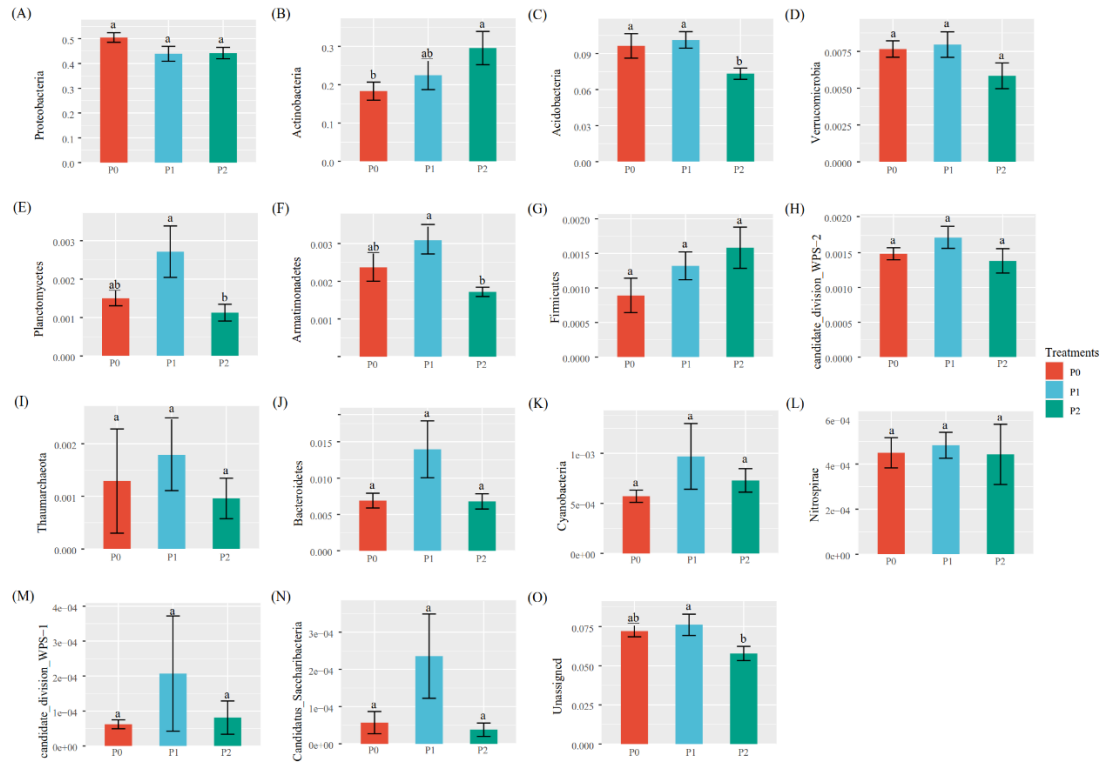 (A)
a
a
a
0.5
0.4
0.3
0.2
0.1
0.0
Proteobacteria
P0
P1
P2
(B)
a
ab
b
0.3
0.2
0.1
0.0
Actinobacteria
P0
P1
P2
(C)
a
a
b
0.09
0.06
0.03
0.00
Acidobacteria
P0
P1
P2
(D)
a
a
a
0.0075
0.0050
0.0025
0.0000
Verrucomicrobia
P0
P1
P2
(E)
a
ab
b
0.003
0.002
0.001
0.000
Planctomycetes
P0
P1
P2
(F)
a
ab
b
0.003
0.002
0.001
Armatimonadetes
P0
P1
P2
(G)
a
a
a
0.0020
0.0015
0.0010
0.0005
0.0000
Firmicutes
P0
P1
P2
(H)
a
a
a
0.0020
0.0015
0.0010
0.0005
0.0000
candidate_division_WPS−2
P0
P1
P2
Treatments
P0
P1
P2
(I)
a
a
a
0.002
0.001
0.000
Thaumarchaeota
P0
P1
P2
(J)
a
a
a
0.015
0.010
0.005
0.000
Bacteroidetes
P0
P1
P2
(K)
a
a
a
1e−03
5e−04
0e+00
Cyanobacteria
P0
P1
P2
(L)
a
a
a
6e−04
4e−04
2e−04
0e+00
Nitrospirae
P0
P1
P2
(M)
a
a
a
4e−04
3e−04
2e−04
1e−04
0e+00
candidate_division_WPS−1
P0
P1
P2
(N)
a
a
a
3e−04
2e−04
1e−04
0e+00
Candidatus_Saccharibacteria
P0
P1
P2
(O)
ab
a
b
0.075
0.050
0.025
0.000
Unassigned
P0
P1
P2